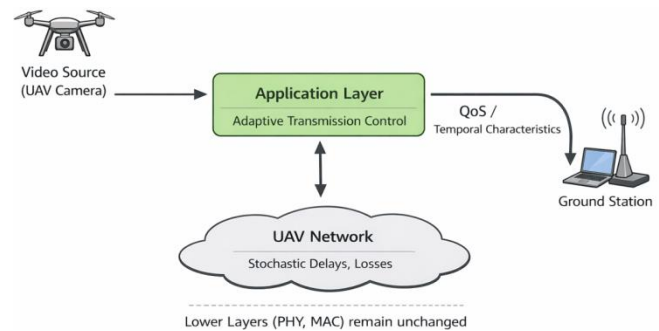 Video Source
(UAV Camera)
Application Layer
Adaptive Transmission Control
QoS /
Temporal Characteristics
((ι))
Ground Station
UAV Network
Stochastic Delays, Losses
Lower Layers (PHY, MAC) remain unchanged